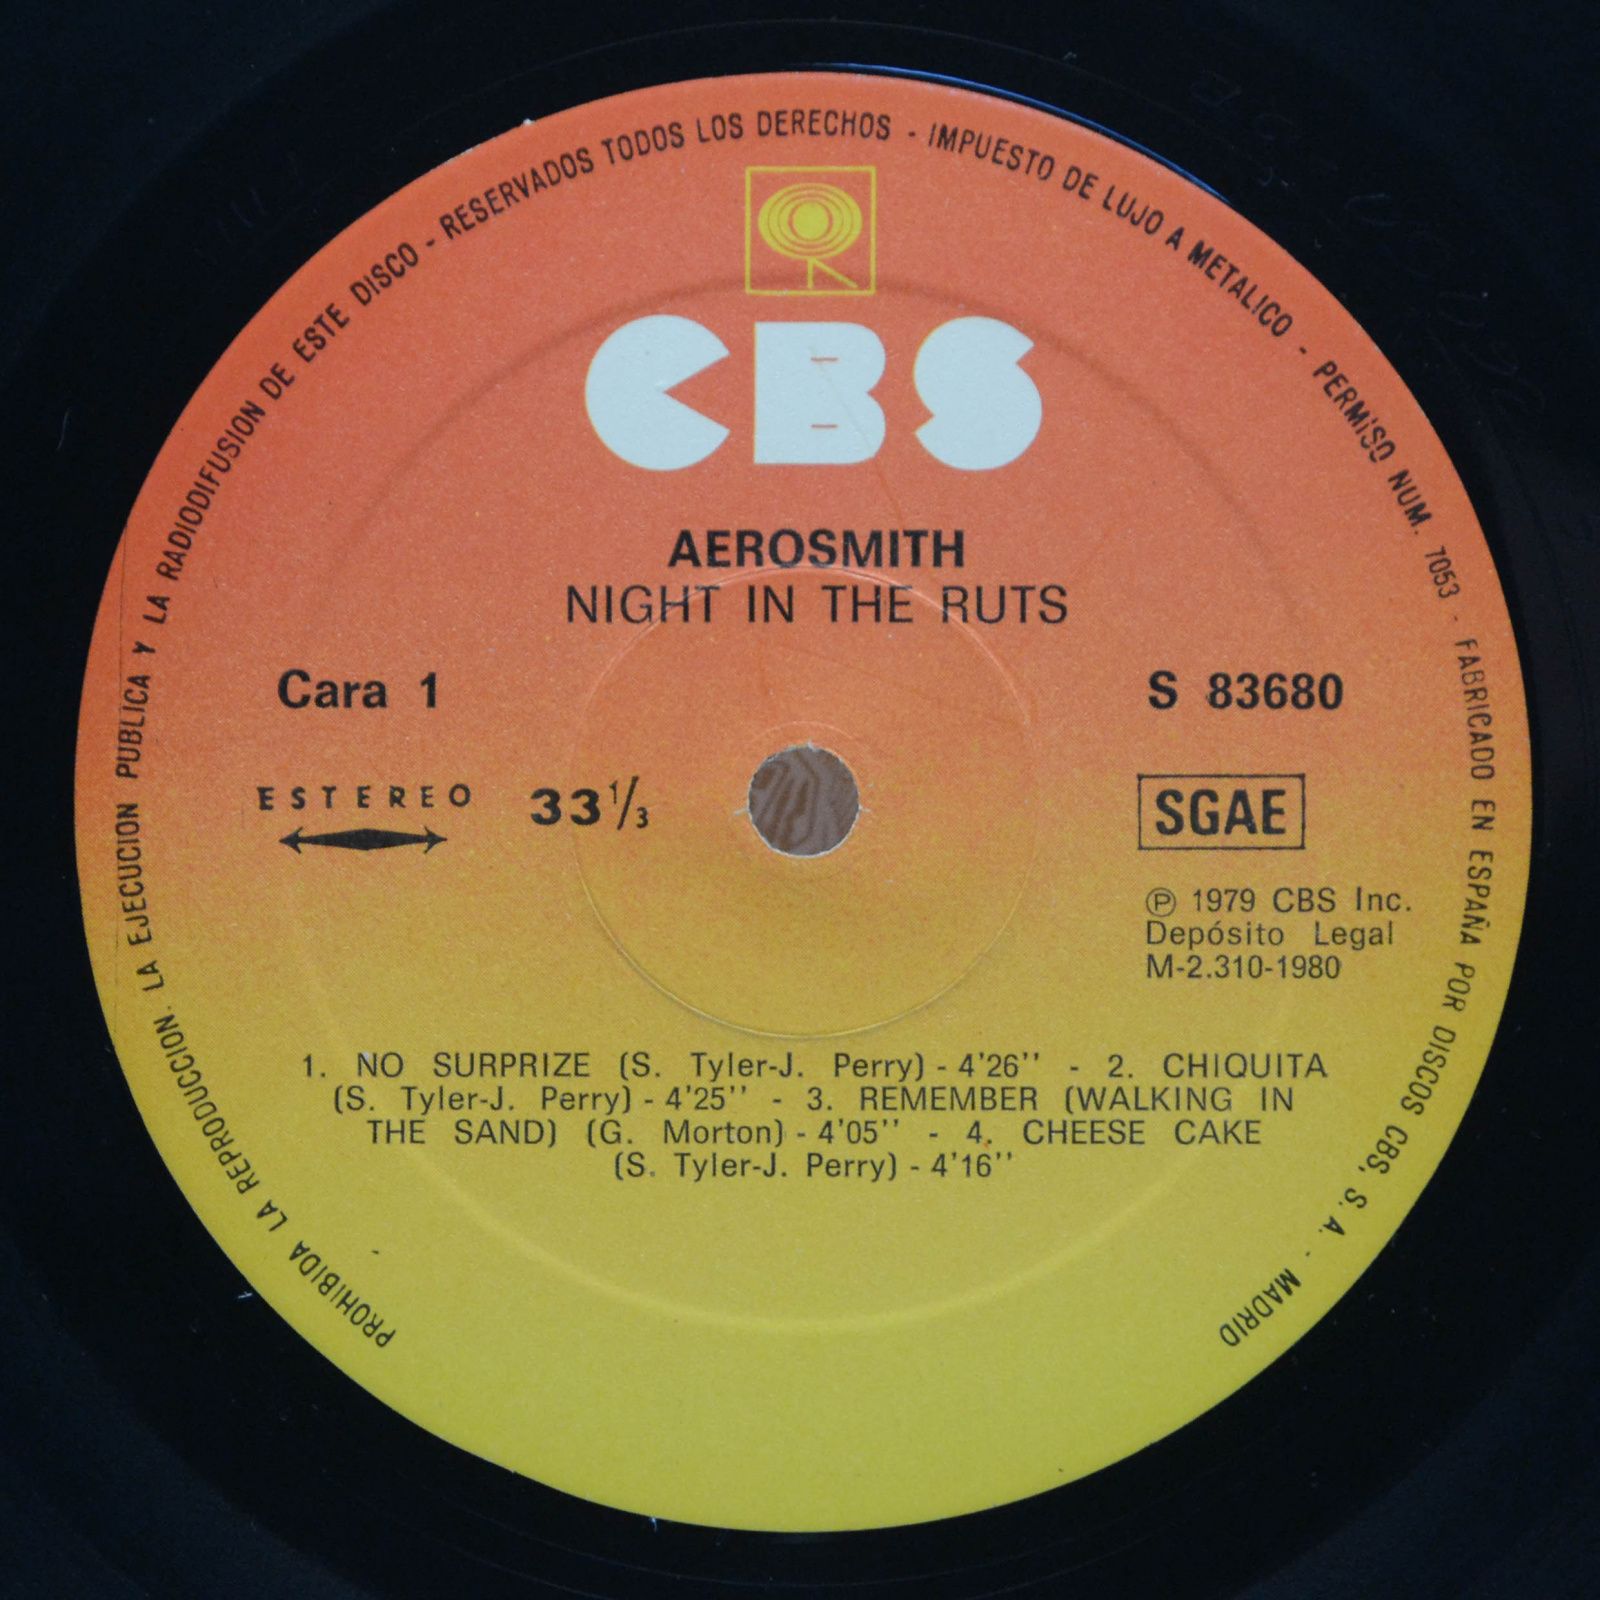 PROHIBIDA LA REPRODUCCION. LA EJECUCION PUBLICA Y LA RADIODIFUSION DE ESTE DISCO - RESERVADOS TODOS LOS DERECHOS - IMPUESTO DE LUJO A METALICO - PERMISO NUM. 7053 - FABRICADO EN ESPAÑA POR DISCOS CBS, S. A. - MADRID
CBS
AEROSMITH
NIGHT IN THE RUTS
Cara 1
S 83680
ESTEREO
33 1/3
SGAE
℗ 1979 CBS Inc.
Depósito Legal
M-2.310-1980
1. NO SURPRIZE (S. Tyler-J. Perry) - 4'26'' - 2. CHIQUITA
(S. Tyler-J. Perry) - 4'25'' - 3. REMEMBER (WALKING IN
THE SAND) (G. Morton) - 4'05'' - 4. CHEESE CAKE
(S. Tyler-J. Perry) - 4'16''